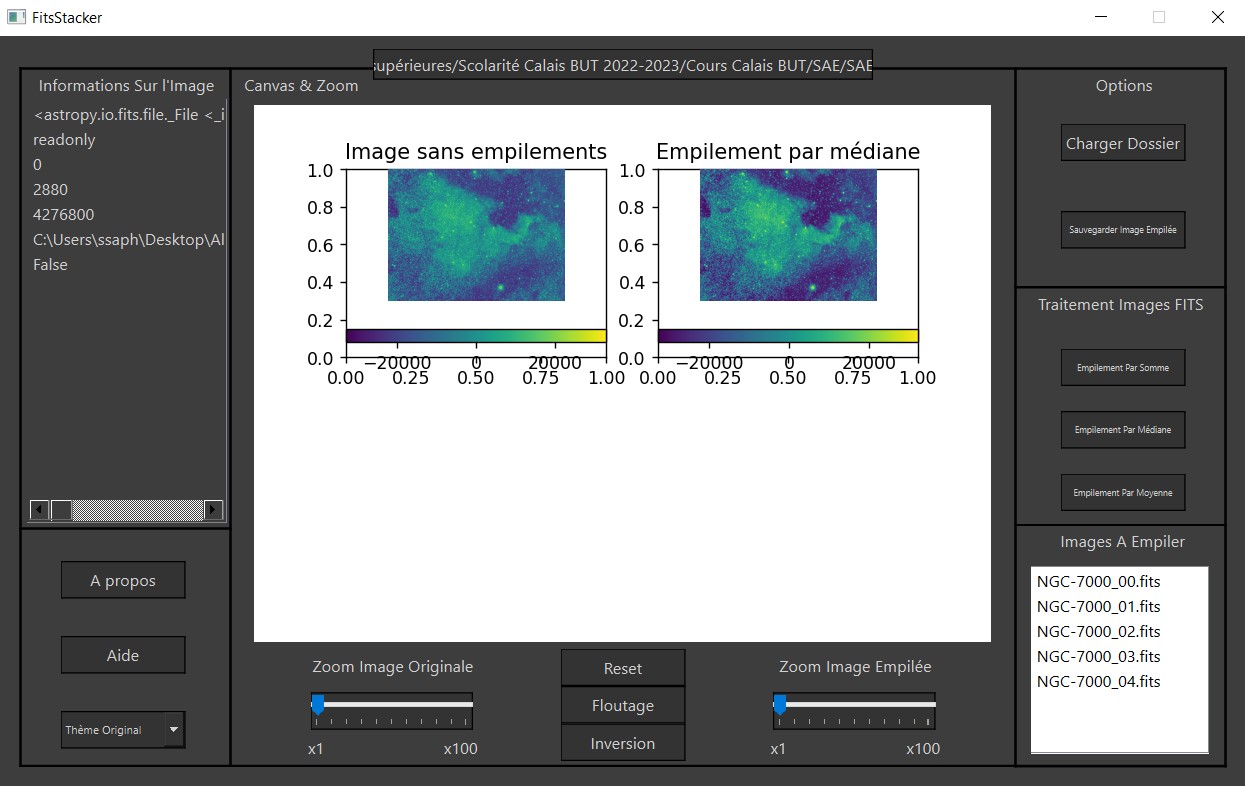 FitsStacker
supérieures/Scolarité Calais BUT 2022-2023/Cours Calais BUT/SAE/SAE
Informations Sur l'Image
<astropy.io.fits.file._File <_i
readonly
0
2880
4276800
C:\Users\ssaph\Desktop\Al
False
A propos
Aide
Thème Original
Canvas & Zoom
Image sans empilements
1.0
0.8
0.6
0.4
0.2
0.0
−20000 0 20000
0.00 0.25 0.50 0.75 1.00
Empilement par médiane
1.0
0.8
0.6
0.4
0.2
0.0
−20000 0 20000
0.00 0.25 0.50 0.75 1.00
Zoom Image Originale
x1 x100
Reset
Floutage
Inversion
Zoom Image Empilée
x1 x100
Options
Charger Dossier
Sauvegarder Image Empilée
Traitement Images FITS
Empilement Par Somme
Empilement Par Médiane
Empilement Par Moyenne
Images A Empiler
NGC-7000_00.fits
NGC-7000_01.fits
NGC-7000_02.fits
NGC-7000_03.fits
NGC-7000_04.fits